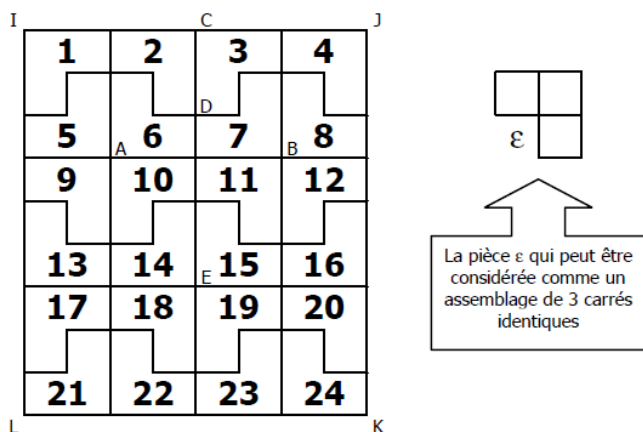 I C J
1 2 3 4
D
5 A 6 7 B 8
9 10 11 12
13 14 E 15 16
17 18 19 20
21 22 23 24
L K
ε
La pièce ε qui peut être
considérée comme un
assemblage de 3 carrés
identiques